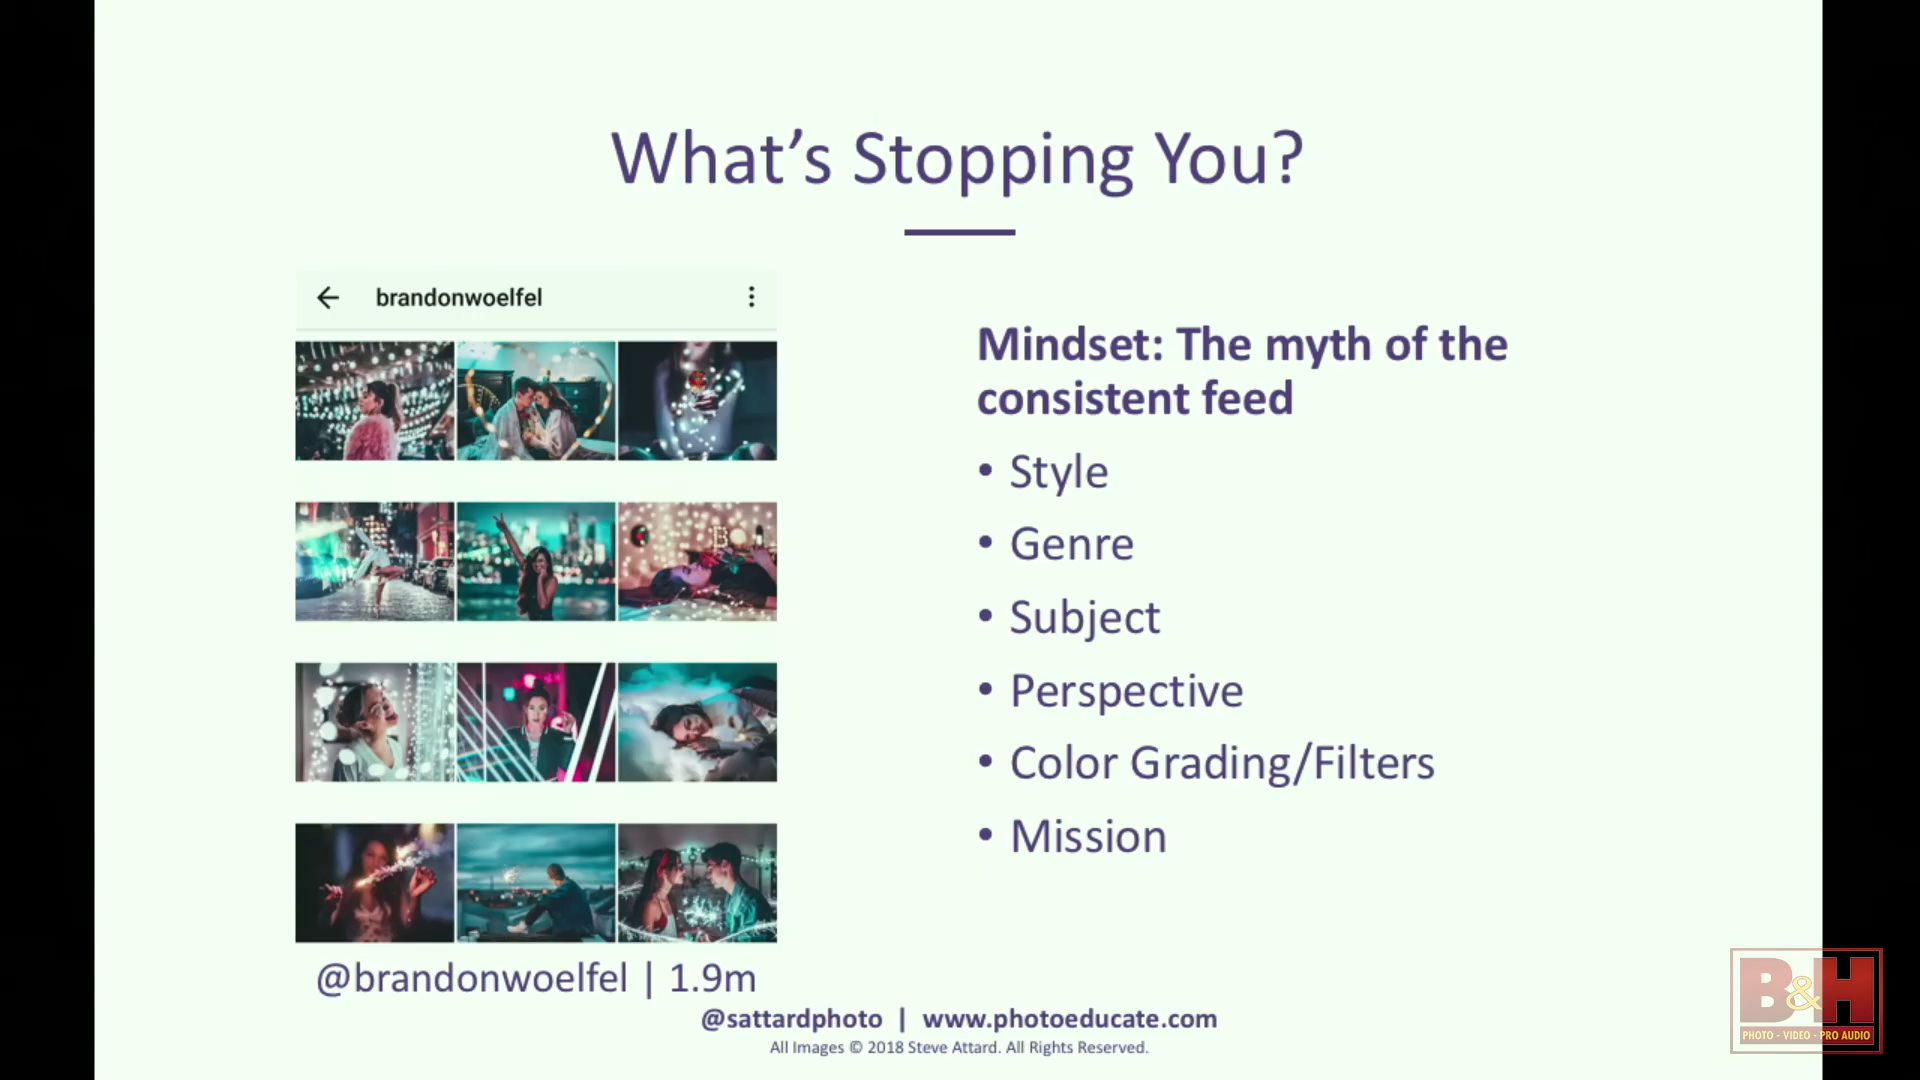 What's Stopping You?
brandonwoelfel
Mindset: The myth of the
consistent feed
• Style
• Genre
• Subject
• Perspective
• Color Grading/Filters
• Mission
@brandonwoelfel | 1.9m
@sattardphoto | www.photoeducate.com
All Images © 2018 Steve Attard. All Rights Reserved.
B&H
PHOTO - VIDEO - PRO AUDIO